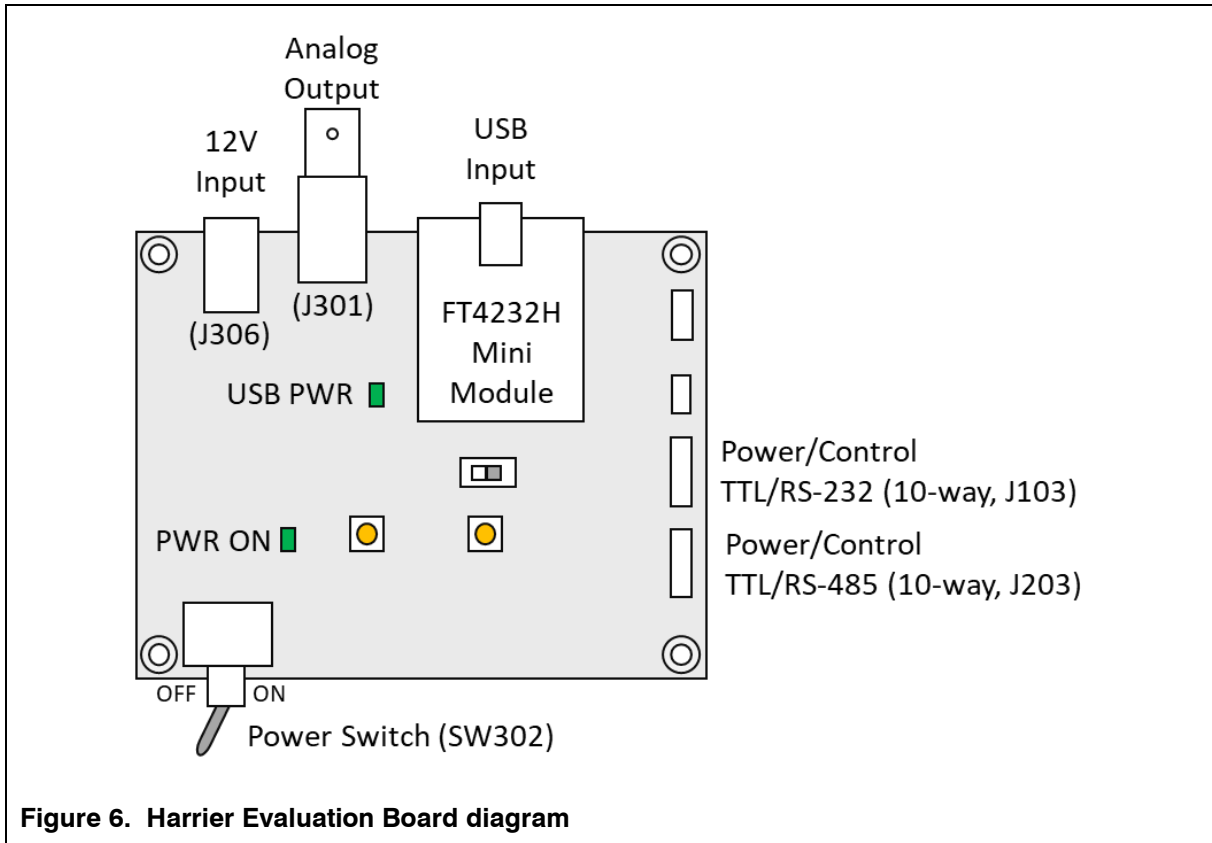 Analog
Output
12V
Input
USB
Input
(J306)
(J301)
FT4232H
Mini
Module
USB PWR
Power/Control
TTL/RS-232 (10-way, J103)
PWR ON
Power/Control
TTL/RS-485 (10-way, J203)
OFF
ON
Power Switch (SW302)
Figure 6. Harrier Evaluation Board diagram